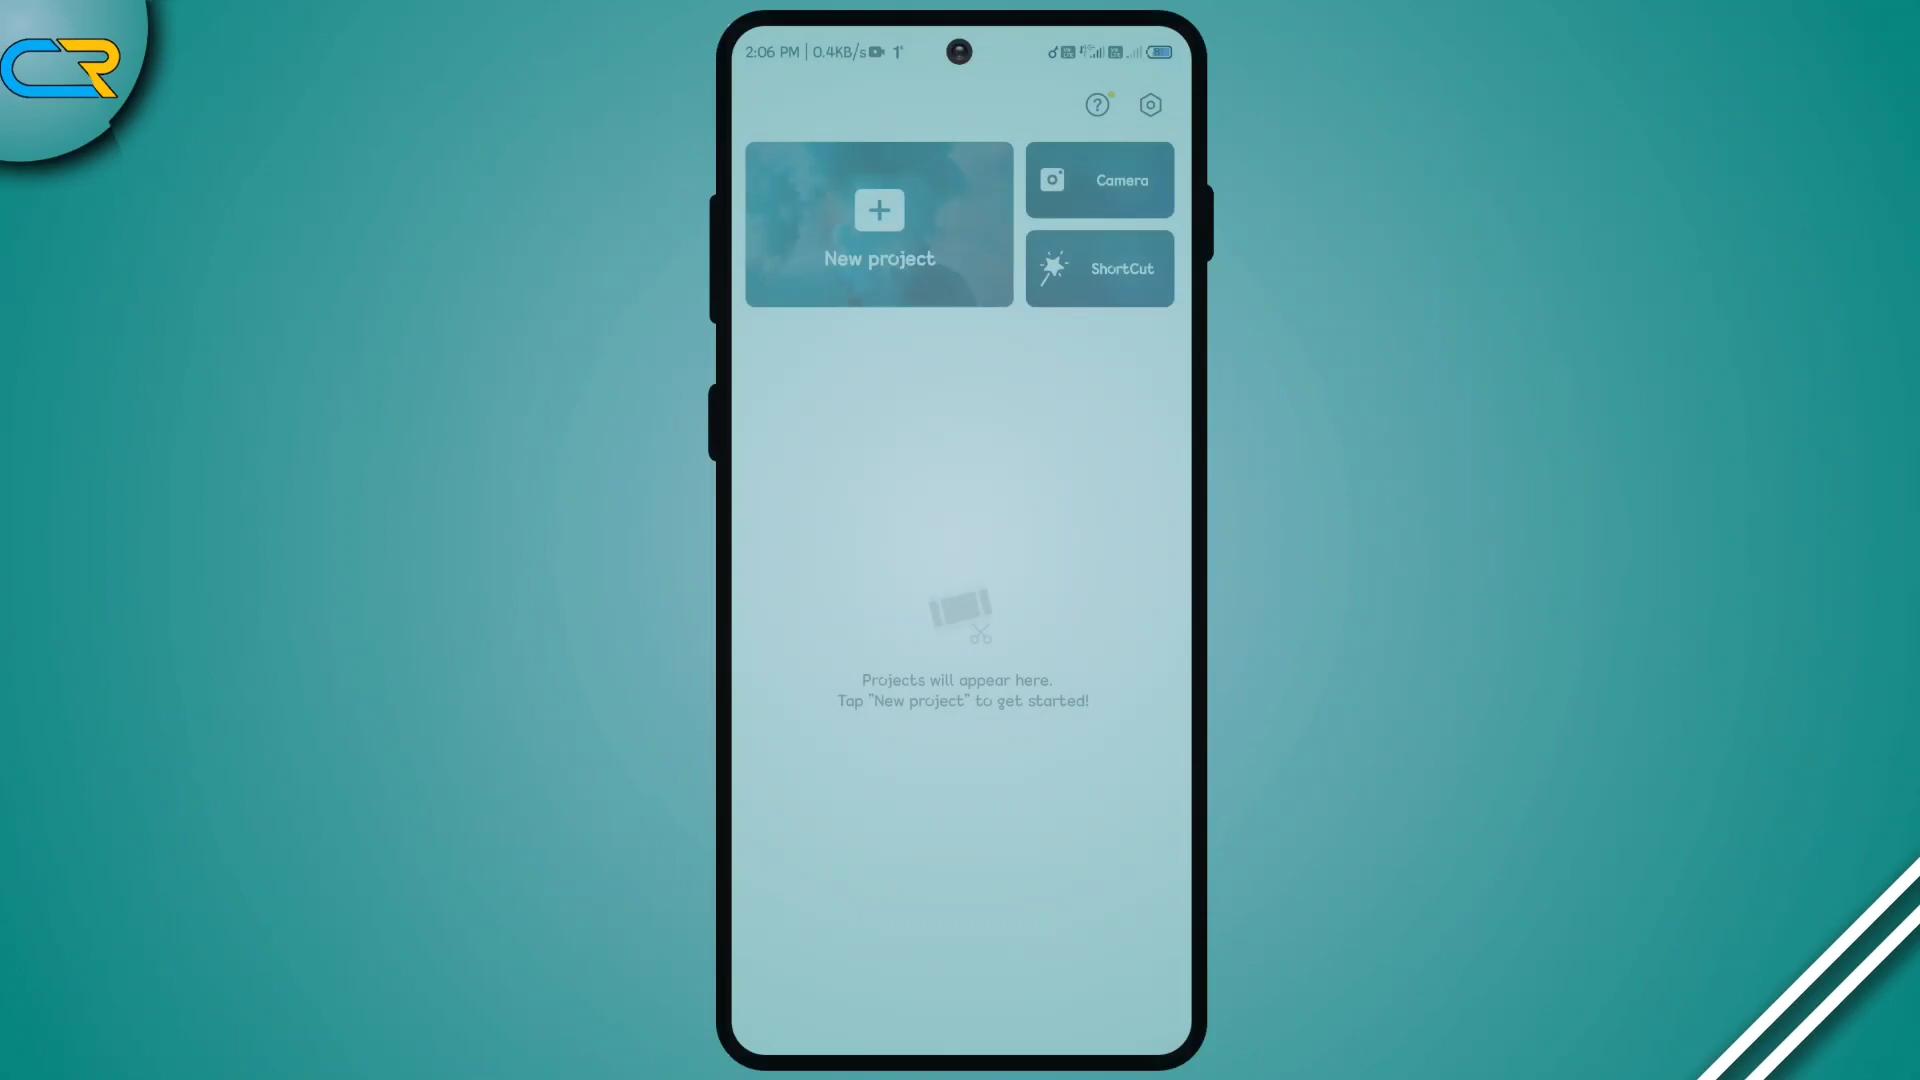 CR
2:06 PM | 0.4KB/s
New project
Camera
ShortCut
Projects will appear here.
Tap "New project" to get started!